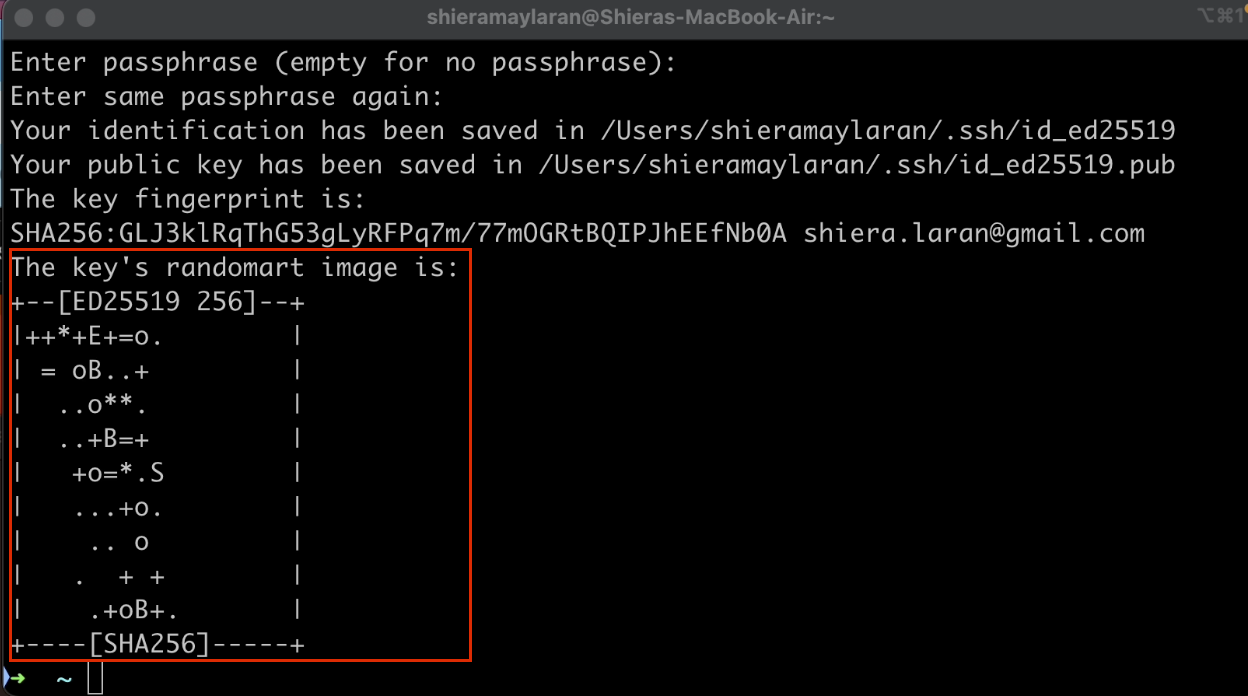 shieramaylaran@Shieras-MacBook-Air:~ ⌥⌘1
Enter passphrase (empty for no passphrase):
Enter same passphrase again:
Your identification has been saved in /Users/shieramaylaran/.ssh/id_ed25519
Your public key has been saved in /Users/shieramaylaran/.ssh/id_ed25519.pub
The key fingerprint is:
SHA256:GLJ3klRqThG53gLyRFPq7m/77mOGRtBQIPJhEEfNb0A shiera.laran@gmail.com
The key's randomart image is:
+--[ED25519 256]--+
|++*+E+=o.        |
| = oB..+         |
|  ..o**.         |
|  ..+B=+         |
|   +o=*.S        |
|   ...+o.        |
|    .. o         |
|   .  + +        |
|    .+oB+.       |
+----[SHA256]-----+
➜  ~